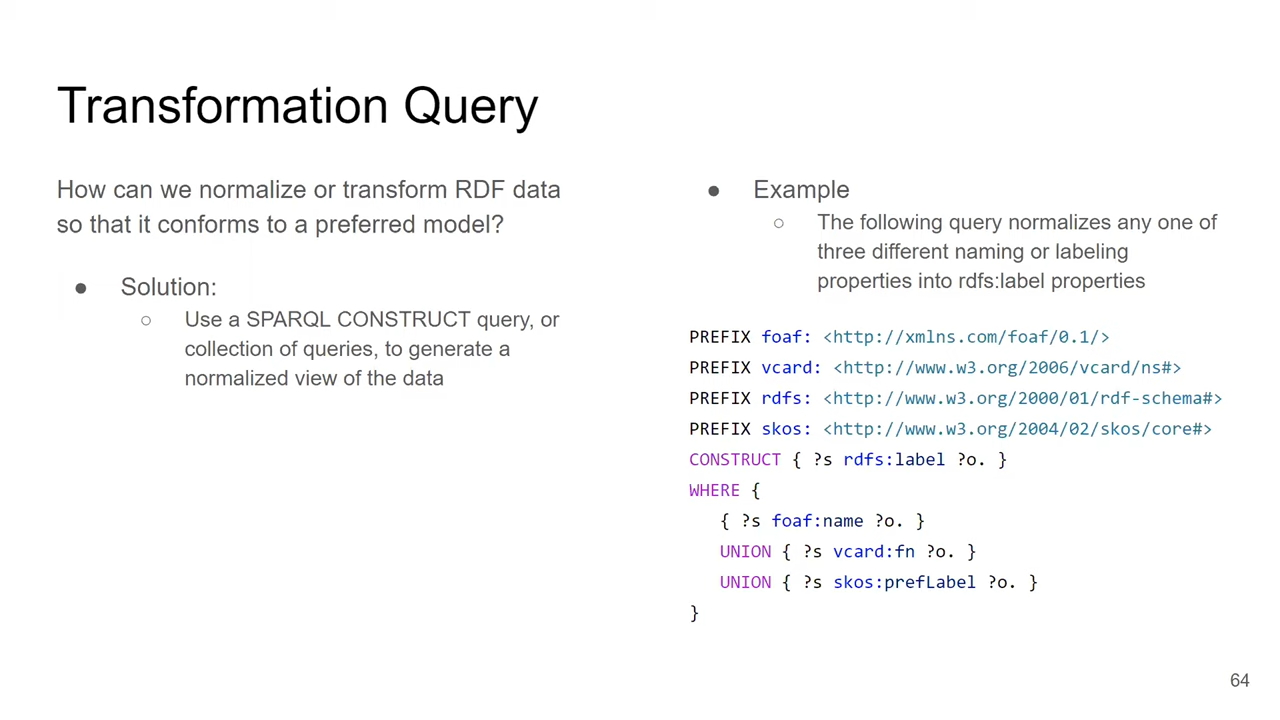 Transformation Query
How can we normalize or transform RDF data
so that it conforms to a preferred model?
● Solution:
○ Use a SPARQL CONSTRUCT query, or
collection of queries, to generate a
normalized view of the data
● Example
○ The following query normalizes any one of
three different naming or labeling
properties into rdfs:label properties
PREFIX foaf: <http://xmlns.com/foaf/0.1/>
PREFIX vcard: <http://www.w3.org/2006/vcard/ns#>
PREFIX rdfs: <http://www.w3.org/2000/01/rdf-schema#>
PREFIX skos: <http://www.w3.org/2004/02/skos/core#>
CONSTRUCT { ?s rdfs:label ?o. }
WHERE {
{ ?s foaf:name ?o. }
UNION { ?s vcard:fn ?o. }
UNION { ?s skos:prefLabel ?o. }
}
64